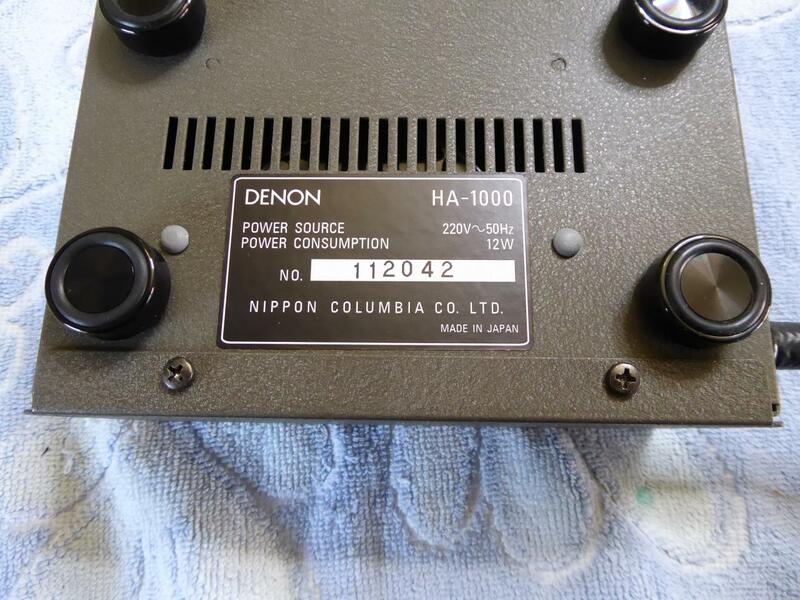 DENON HA-1000
POWER SOURCE 220V～50Hz
POWER CONSUMPTION 12W
NO. 112042
NIPPON COLUMBIA CO. LTD.
MADE IN JAPAN